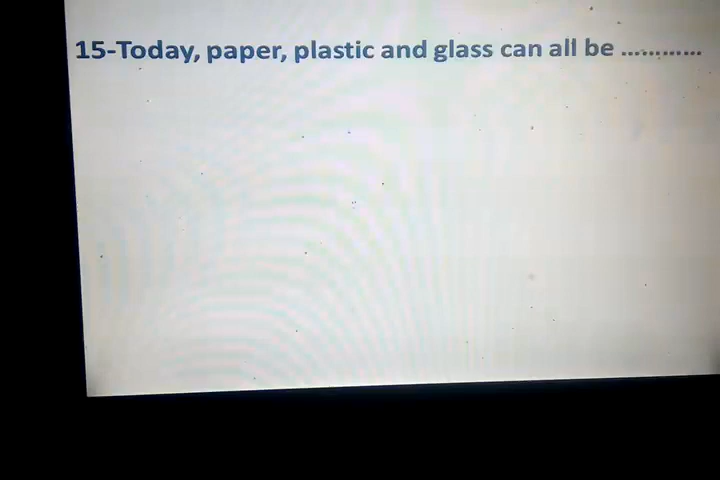 15-Today, paper, plastic and glass can all be ............